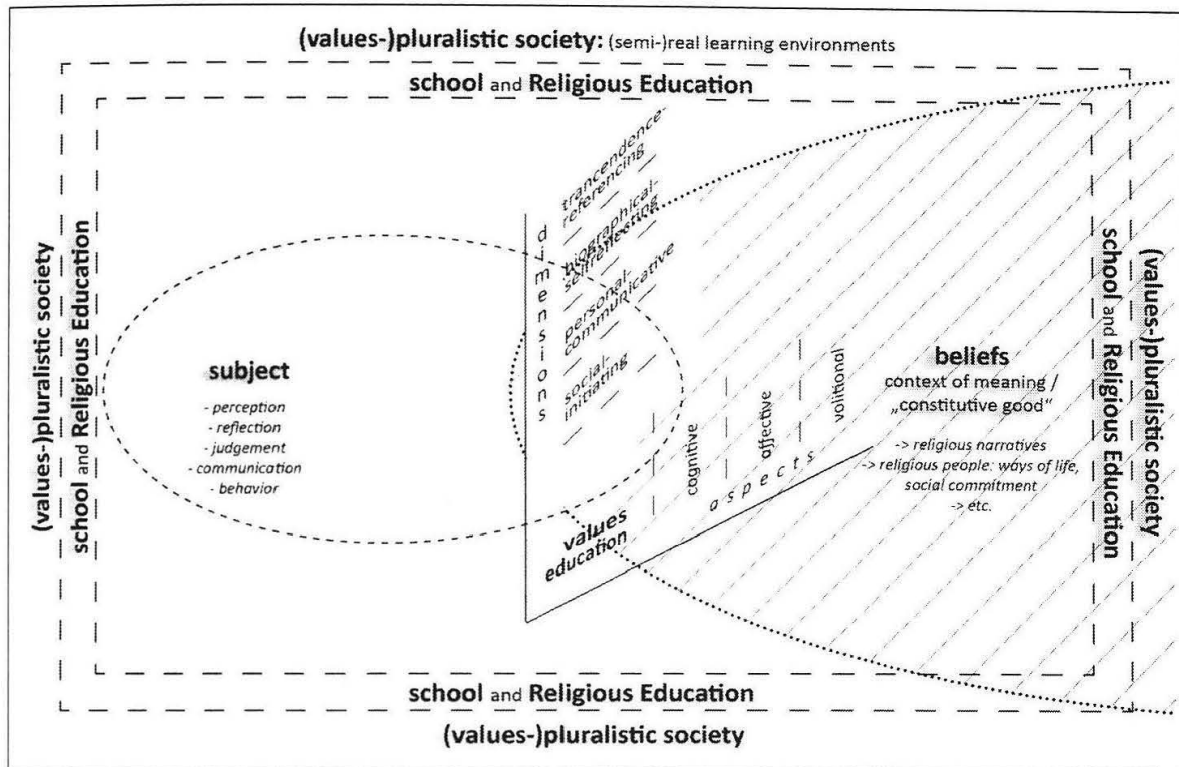 (values-)pluralistic society: (semi-)real learning environments
school and Religious Education
(values-)pluralistic society
school and Religious Education
subject
- perception
- reflection
- judgement
- communication
- behavior
dimensions
trancendence-
referencing
biographical-
selfreflecting
personal-
communicative
social-
initiating
values
education
cognitive
affective
volitional
aspects
beliefs
context of meaning /
„constitutive good“
-> religious narratives
-> religious people: ways of life,
social commitment
-> etc.
school and Religious Education
(values-)pluralistic society
school and Religious Education
(values-)pluralistic society